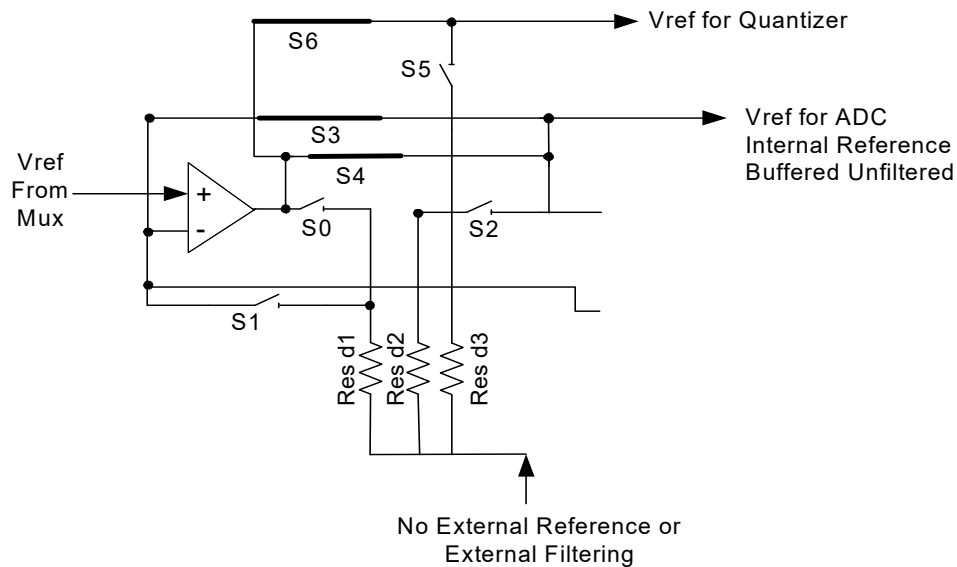 Vref for Quantizer
S6
S5
Vref for ADC
Internal Reference
Buffered Unfiltered
S3
S4
Vref
From
Mux
+
-
S0
S2
S1
Res d1
Res d2
Res d3
No External Reference or
External Filtering